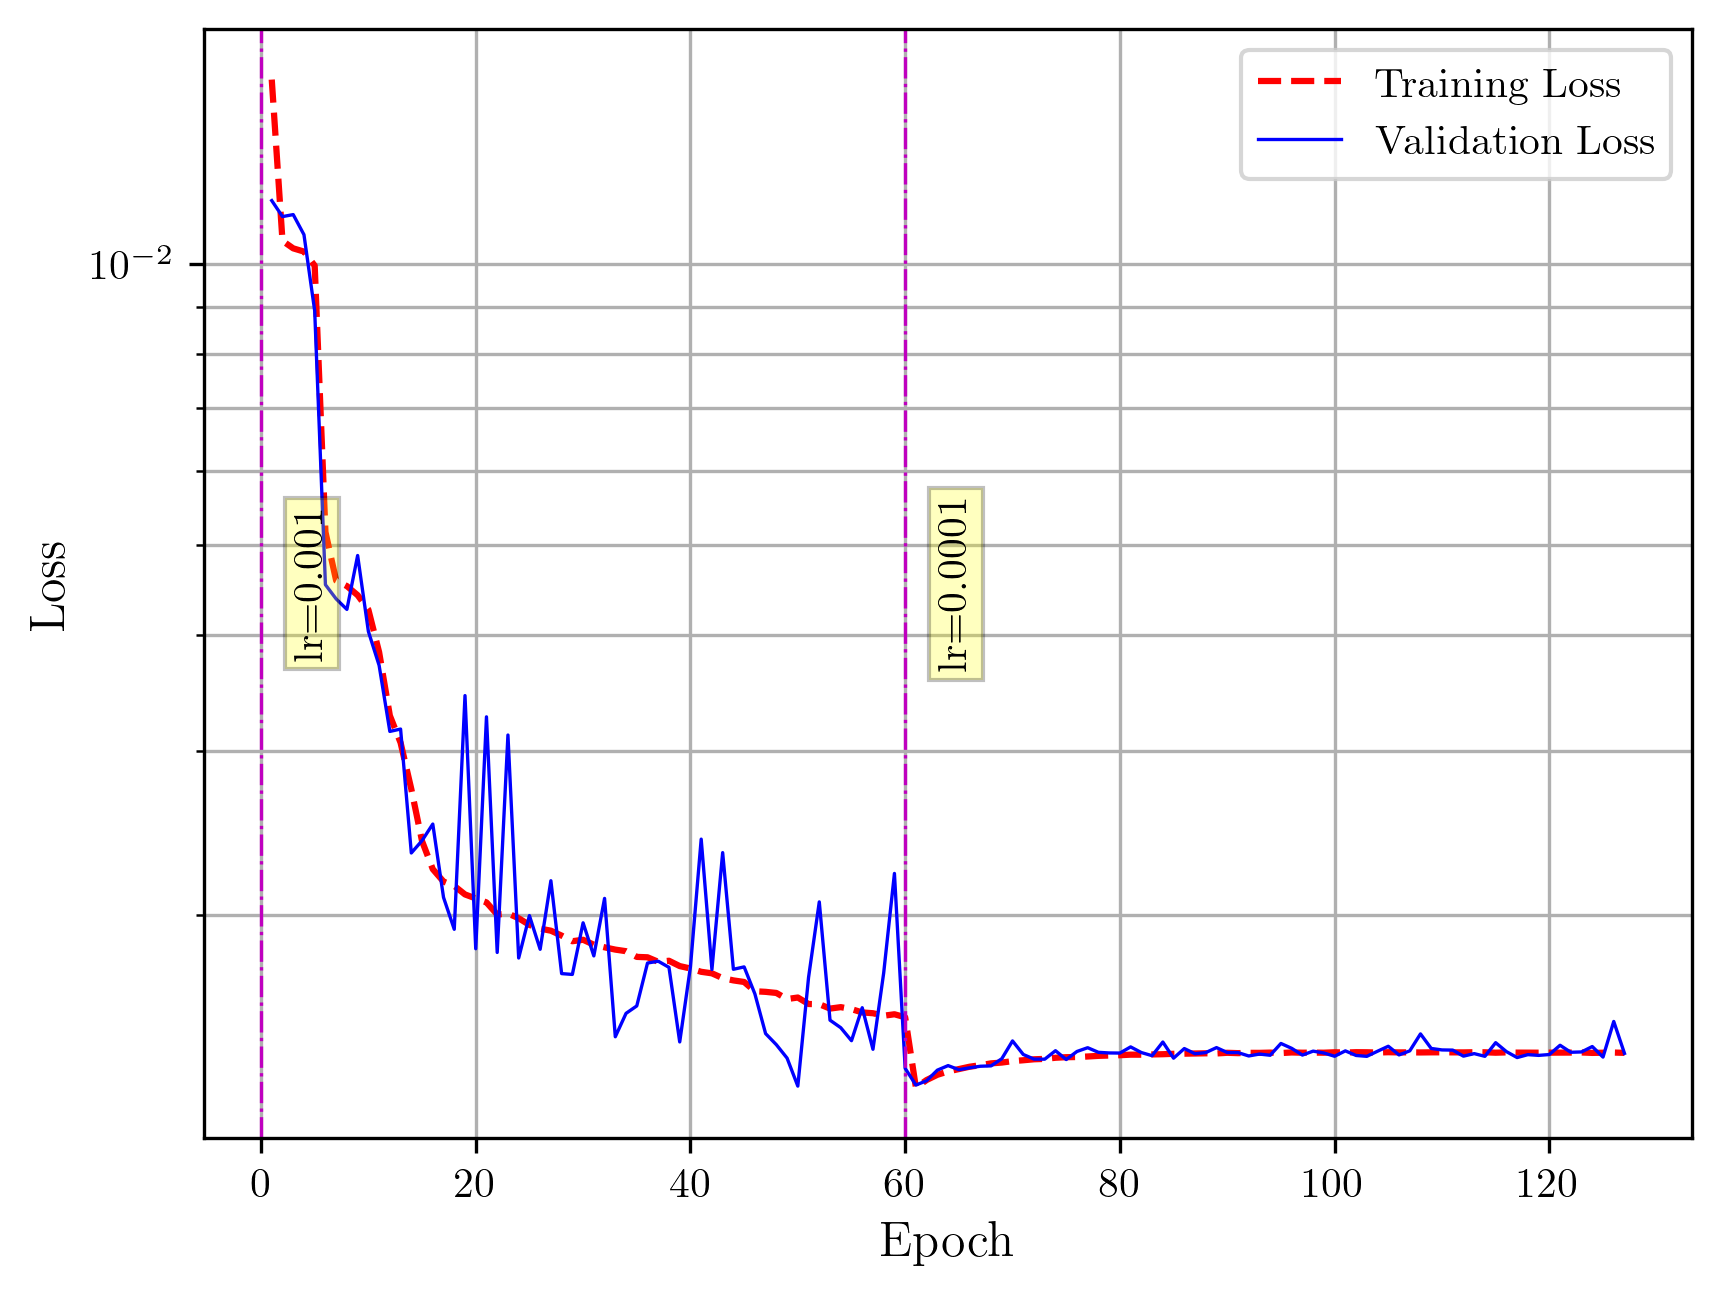 Training Loss
Validation Loss
10⁻²
Loss
lr=0.001
lr=0.0001
0 20 40 60 80 100 120
Epoch